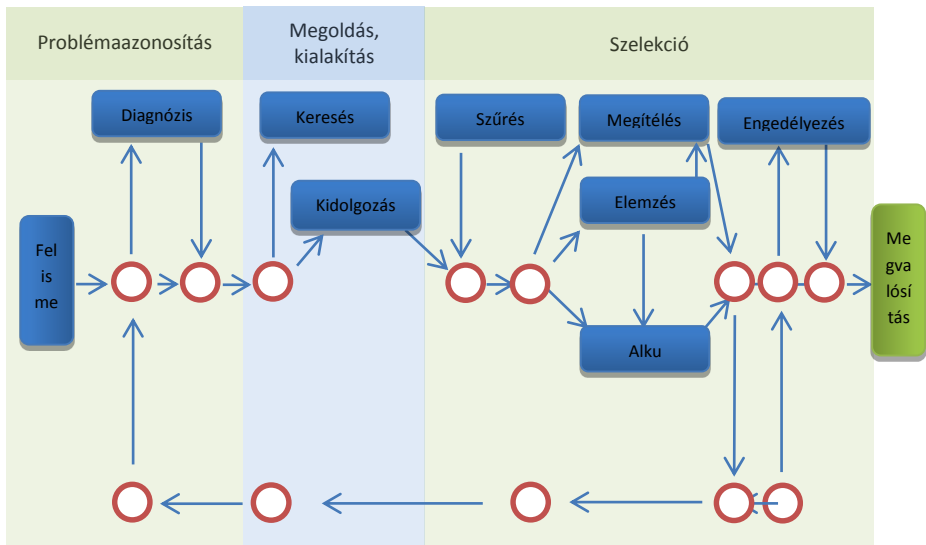 Problémaazonosítás
Megoldás,
kialakítás
Szelekció
Diagnózis
Keresés
Szűrés
Megítélés
Engedélyezés
Kidolgozás
Elemzés
Fel
is
me
Me
gva
lósí
tás
Alku